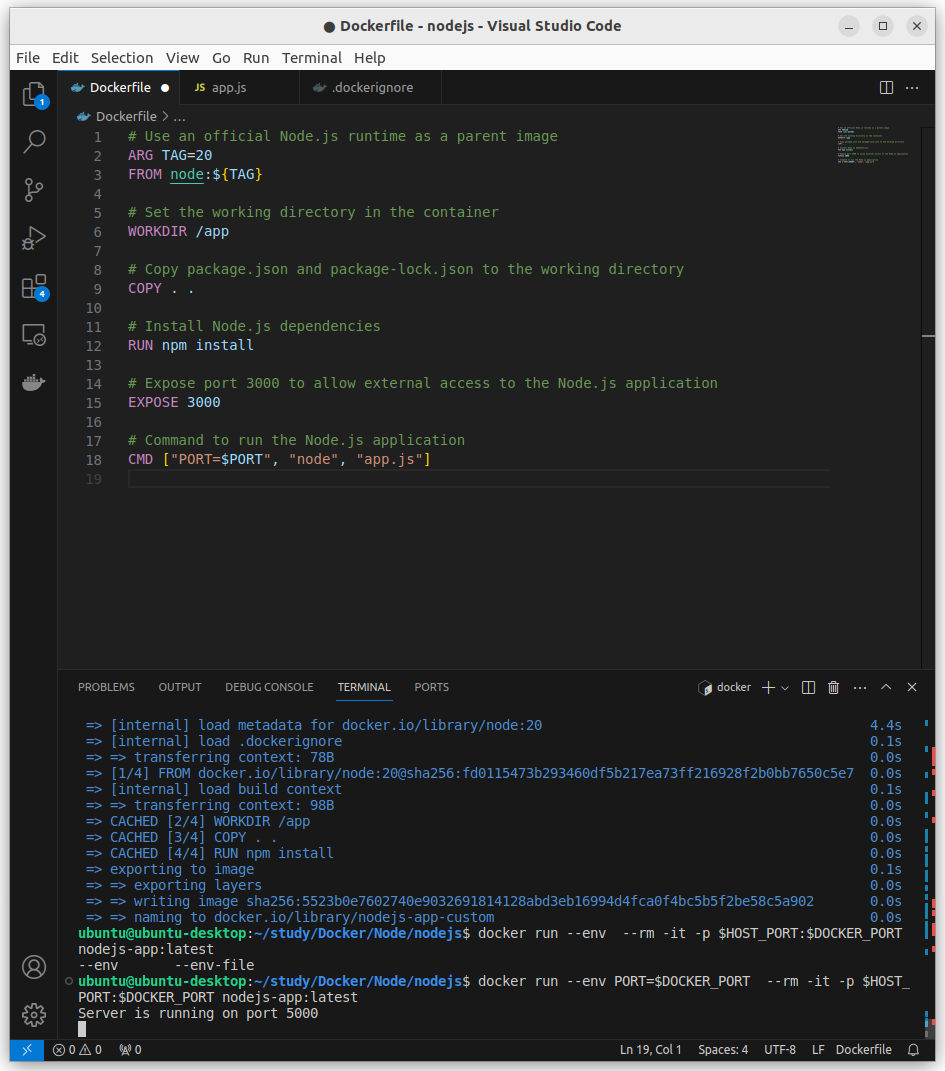 Dockerfile - nodejs - Visual Studio Code
File Edit Selection View Go Run Terminal Help
Dockerfile JS app.js .dockerignore
Dockerfile > ...
1 # Use an official Node.js runtime as a parent image
2 ARG TAG=20
3 FROM node:${TAG}
4
5 # Set the working directory in the container
6 WORKDIR /app
7
8 # Copy package.json and package-lock.json to the working directory
9 COPY . .
10
11 # Install Node.js dependencies
12 RUN npm install
13
14 # Expose port 3000 to allow external access to the Node.js application
15 EXPOSE 3000
16
17 # Command to run the Node.js application
18 CMD ["PORT=$PORT", "node", "app.js"]
19
1
4
PROBLEMS OUTPUT DEBUG CONSOLE TERMINAL PORTS docker
=> [internal] load metadata for docker.io/library/node:20 4.4s
=> [internal] load .dockerignore 0.1s
=> => transferring context: 78B 0.0s
=> [1/4] FROM docker.io/library/node:20@sha256:fd0115473b293460df5b217ea73ff216928f2b0bb7650c5e7 0.0s
=> [internal] load build context 0.1s
=> => transferring context: 98B 0.0s
=> CACHED [2/4] WORKDIR /app 0.0s
=> CACHED [3/4] COPY . . 0.0s
=> CACHED [4/4] RUN npm install 0.0s
=> exporting to image 0.1s
=> => exporting layers 0.0s
=> => writing image sha256:5523b0e7602740e9032691814128abd3eb16994d4fca0f4bc5b5f2be58c5a902 0.0s
=> => naming to docker.io/library/nodejs-app-custom 0.0s
ubuntu@ubuntu-desktop:~/study/Docker/Node/nodejs$ docker run --env  --rm -it -p $HOST_PORT:$DOCKER_PORT
nodejs-app:latest
--env       --env-file
ubuntu@ubuntu-desktop:~/study/Docker/Node/nodejs$ docker run --env PORT=$DOCKER_PORT  --rm -it -p $HOST_
PORT:$DOCKER_PORT nodejs-app:latest
Server is running on port 5000
0 0 0 Ln 19, Col 1 Spaces: 4 UTF-8 LF Dockerfile